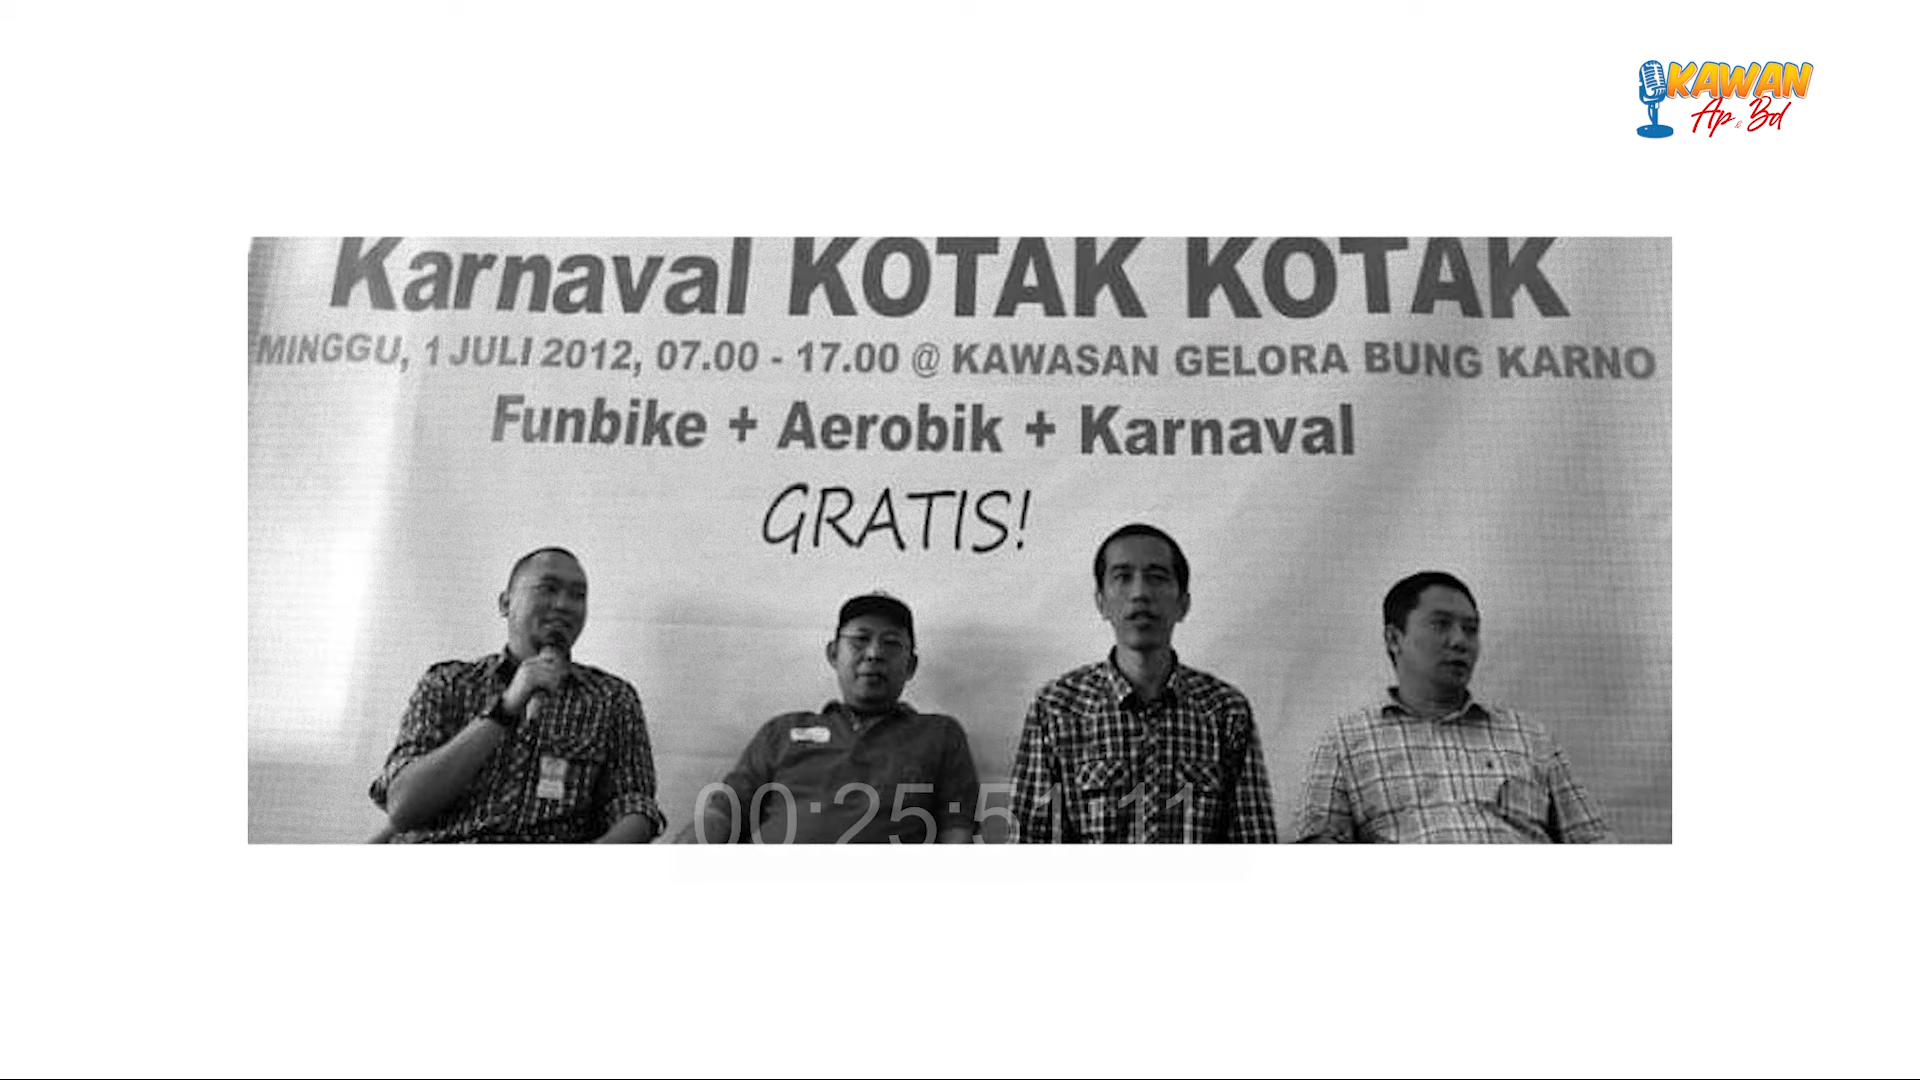 KAWAN
Ap & Bd
Karnaval KOTAK KOTAK
MINGGU, 1 JULI 2012, 07.00 - 17.00 @ KAWASAN GELORA BUNG KARNO
Funbike + Aerobik + Karnaval
GRATIS!
00:25:51:11